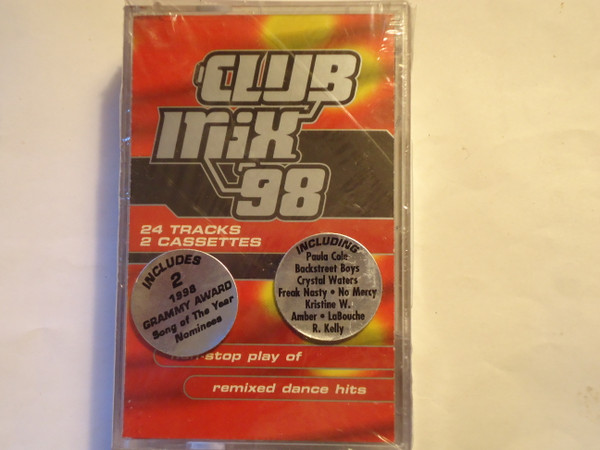 CLUB
MiX
'98
24 TRACKS
2 CASSETTES
INCLUDES
2
1998
GRAMMY AWARD
Song of The Year
Nominees
INCLUDING
Paula Cole
Backstreet Boys
Crystal Waters
Freak Nasty • No Mercy
Kristine W.
Amber • LaBouche
R. Kelly
stop play of
remixed dance hits